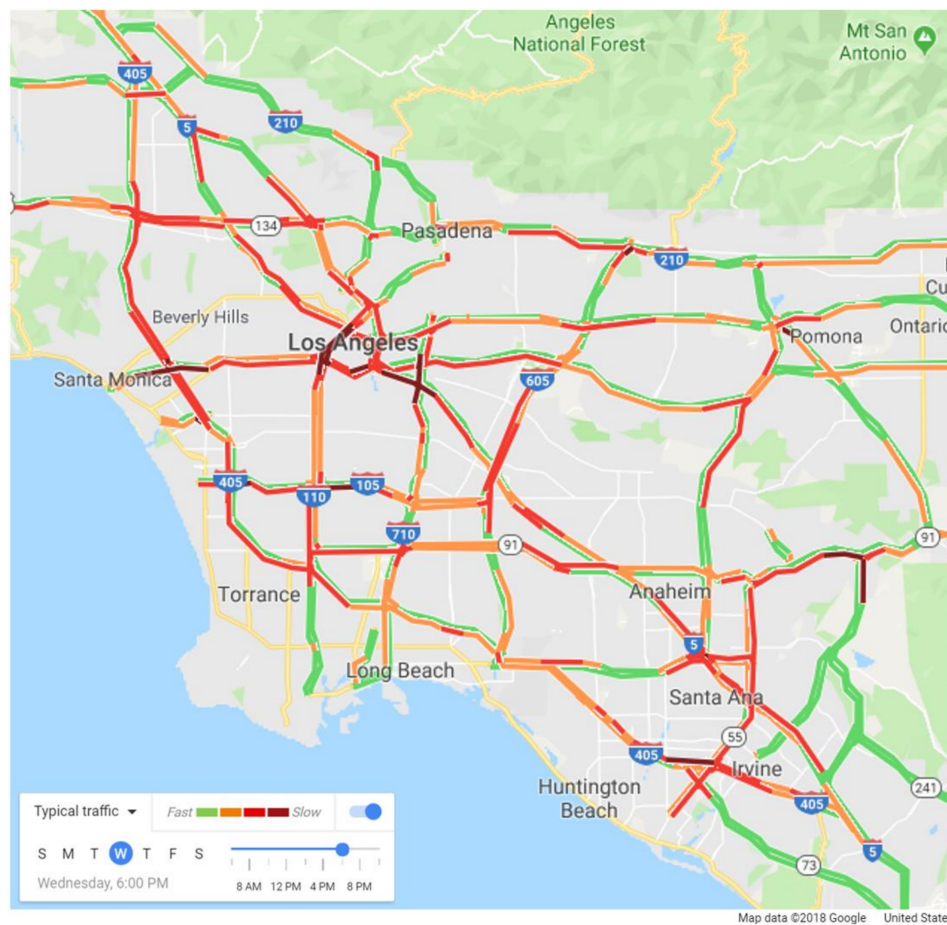 Angeles
National Forest
Mt San
Antonio
405
5
210
134
Pasadena
210
Cu
Beverly Hills
Los Angeles
Pomona
Ontario
Santa Monica
605
405
110
105
710
91
91
Torrance
Anaheim
5
Long Beach
Santa Ana
55
405
Irvine
Huntington
Beach
405
241
5
73
Typical traffic
Fast
Slow
S M T W T F S
Wednesday, 6:00 PM
8 AM 12 PM 4 PM 8 PM
Map data ©2018 Google United State